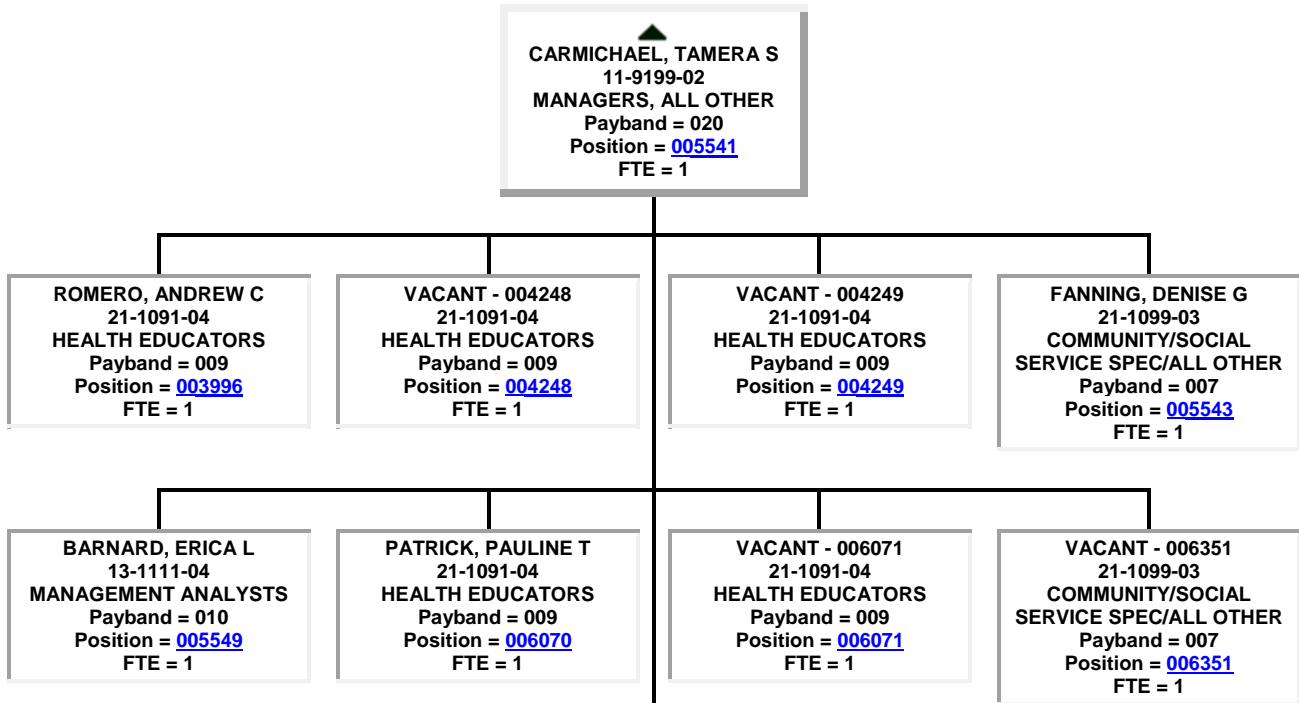 CARMICHAEL, TAMERA S
11-9199-02
MANAGERS, ALL OTHER
Payband = 020
Position = 005541
FTE = 1
ROMERO, ANDREW C
21-1091-04
HEALTH EDUCATORS
Payband = 009
Position = 003996
FTE = 1
VACANT - 004248
21-1091-04
HEALTH EDUCATORS
Payband = 009
Position = 004248
FTE = 1
VACANT - 004249
21-1091-04
HEALTH EDUCATORS
Payband = 009
Position = 004249
FTE = 1
FANNING, DENISE G
21-1099-03
COMMUNITY/SOCIAL
SERVICE SPEC/ALL OTHER
Payband = 007
Position = 005543
FTE = 1
BARNARD, ERICA L
13-1111-04
MANAGEMENT ANALYSTS
Payband = 010
Position = 005549
FTE = 1
PATRICK, PAULINE T
21-1091-04
HEALTH EDUCATORS
Payband = 009
Position = 006070
FTE = 1
VACANT - 006071
21-1091-04
HEALTH EDUCATORS
Payband = 009
Position = 006071
FTE = 1
VACANT - 006351
21-1099-03
COMMUNITY/SOCIAL
SERVICE SPEC/ALL OTHER
Payband = 007
Position = 006351
FTE = 1